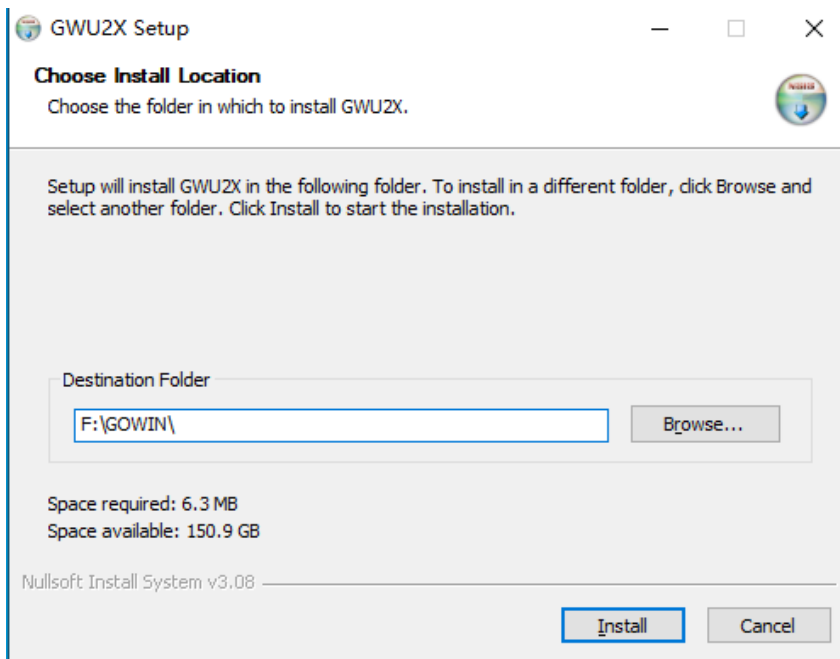 GWU2X Setup
Choose Install Location
Choose the folder in which to install GWU2X.
Setup will install GWU2X in the following folder. To install in a different folder, click Browse and
select another folder. Click Install to start the installation.
Destination Folder
F:\GOWIN\
Browse...
Space required: 6.3 MB
Space available: 150.9 GB
Nullsoft Install System v3.08
Install
Cancel